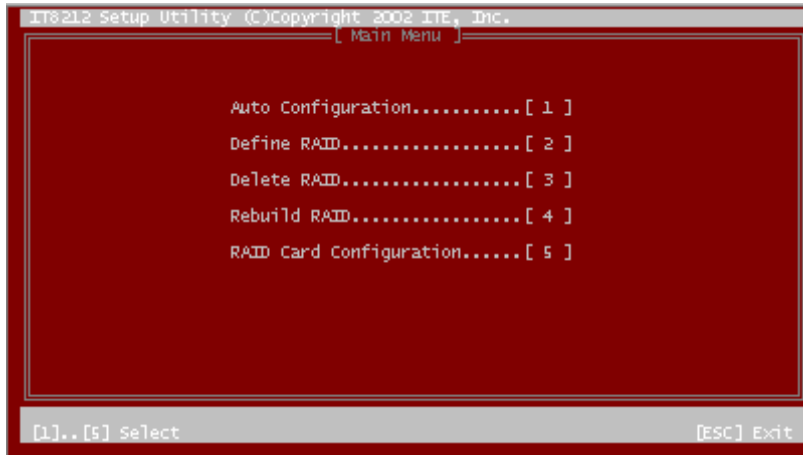 IT8212 Setup Utility (C)Copyright 2002 ITE, Inc.
[ Main Menu ]
Auto Configuration...........[ 1 ]
Define RAID..................[ 2 ]
Delete RAID..................[ 3 ]
Rebuild RAID.................[ 4 ]
RAID Card Configuration......[ 5 ]
[1]..[5] Select [ESC] Exit